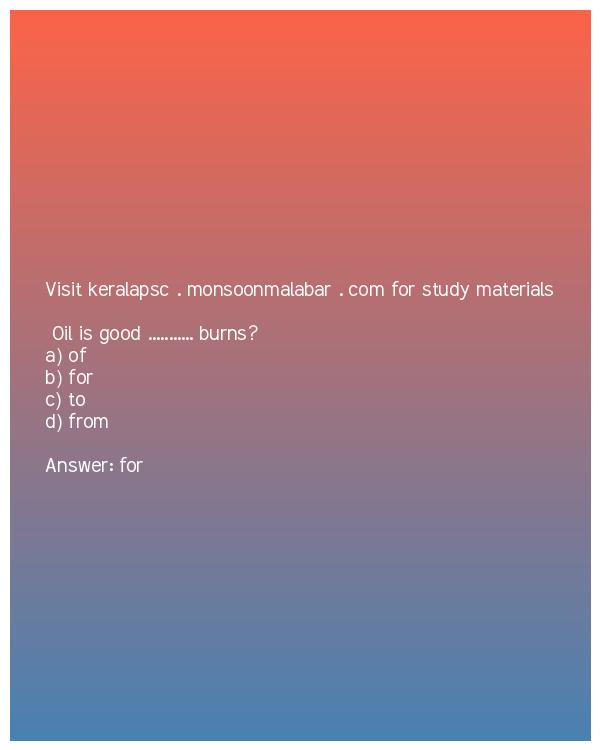 Visit keralapsc . monsoonmalabar . com for study materials
Oil is good ........... burns?
a) of
b) for
c) to
d) from
Answer: for